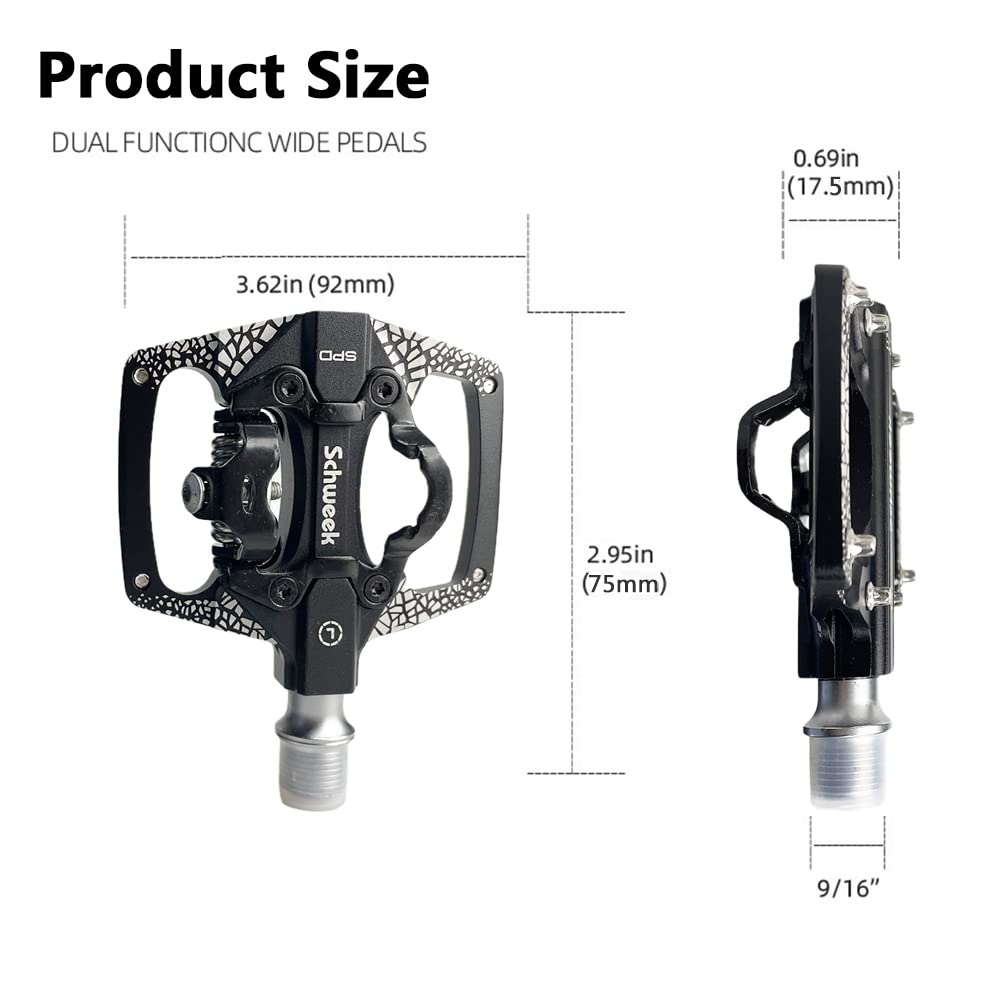 Product Size
DUAL FUNCTIONC WIDE PEDALS
0.69in
(17.5mm)
3.62in (92mm)
SPD
Schweek
2.95in
(75mm)
L
9/16”